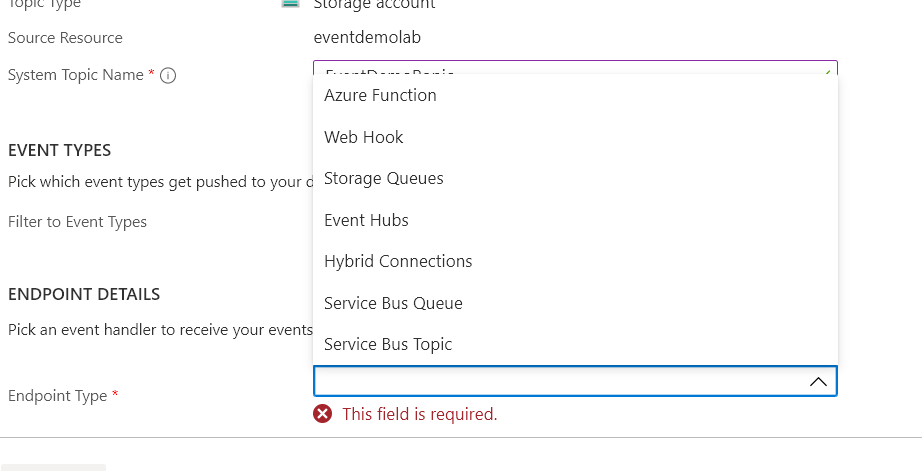 Topic Type
Storage account
Source Resource
eventdemolab
System Topic Name *
Azure Function
Web Hook
EVENT TYPES
Pick which event types get pushed to your
Storage Queues
Filter to Event Types
Event Hubs
Hybrid Connections
ENDPOINT DETAILS
Service Bus Queue
Pick an event handler to receive your events
Service Bus Topic
Endpoint Type *
This field is required.